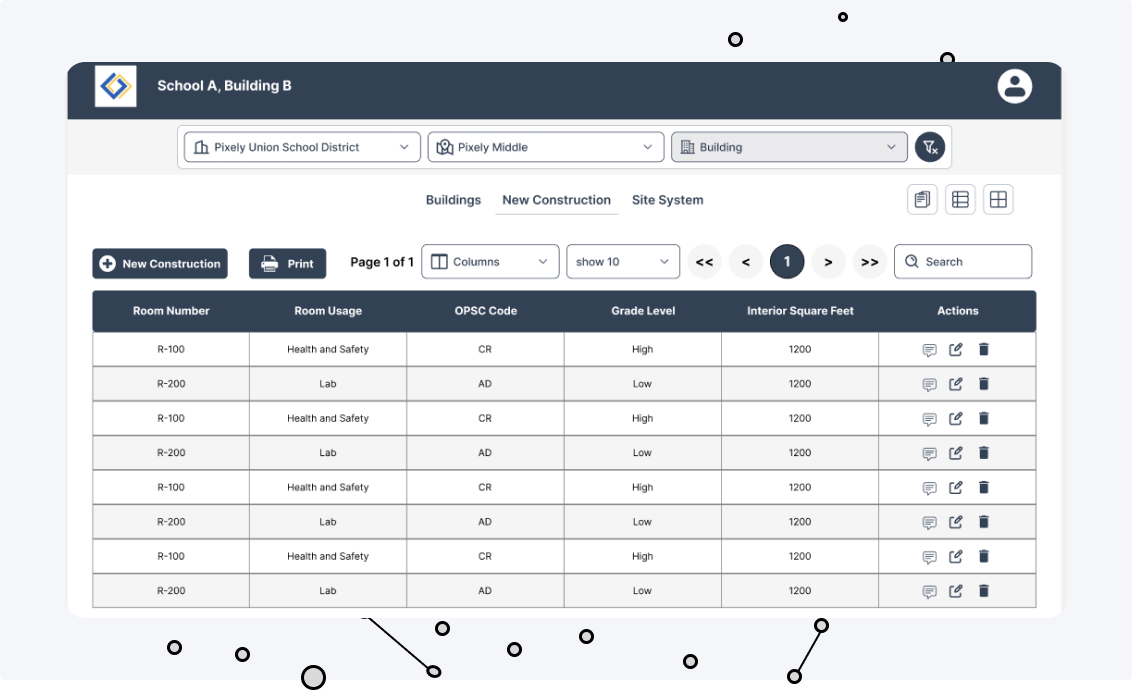 School A, Building B
Pixely Union School District Pixely Middle Building
Buildings New Construction Site System
New Construction Print Page 1 of 1 Columns show 10 << < 1 > >> Search
Room Number Room Usage OPSC Code Grade Level Interior Square Feet Actions
R-100 Health and Safety CR High 1200
R-200 Lab AD Low 1200
R-100 Health and Safety CR High 1200
R-200 Lab AD Low 1200
R-100 Health and Safety CR High 1200
R-200 Lab AD Low 1200
R-100 Health and Safety CR High 1200
R-200 Lab AD Low 1200